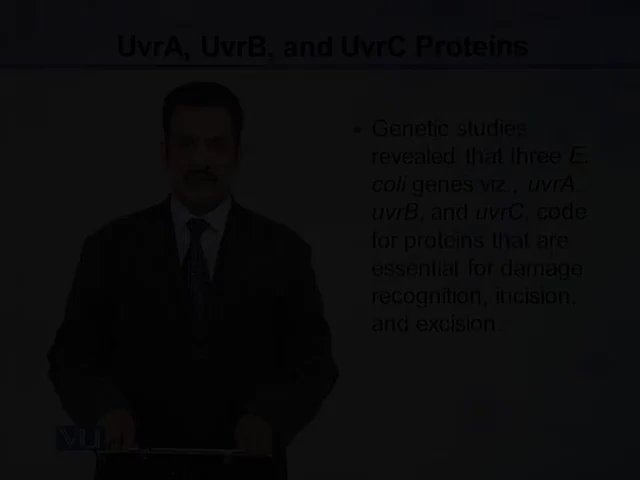 UvrA, UvrB, and UvrC Proteins
• Genetic studies
revealed that three E.
coli genes viz., uvrA,
uvrB, and uvrC, code
for proteins that are
essential for damage
recognition, incision,
and excision.
VU